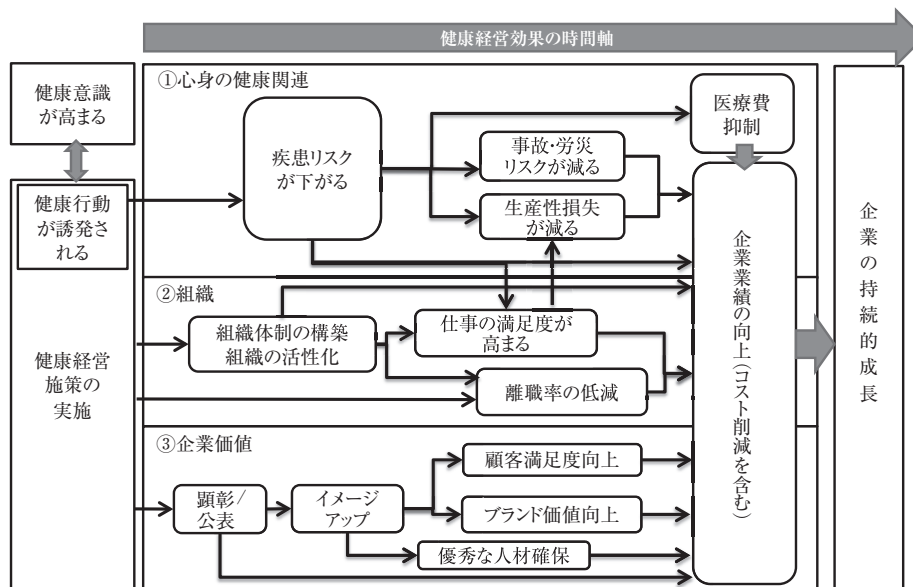 健康経営効果の時間軸
健康意識
が高まる
健康行動
が誘発さ
れる
健康経営
施策の
実施
①心身の健康関連
疾患リスク
が下がる
事故・労災
リスクが減る
生産性損失
が減る
医療費
抑制
②組織
組織体制の構築
組織の活性化
仕事の満足度が
高まる
離職率の低減
③企業価値
顕彰/
公表
イメージ
アップ
顧客満足度向上
ブランド価値向上
優秀な人材確保
企業業績の向上(コスト削減を含む)
企業の持続的成長